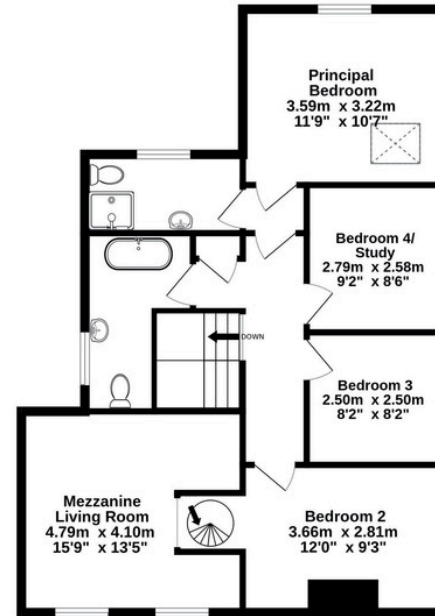 Principal
Bedroom
3.59m x 3.22m
11'9" x 10'7"
Bedroom 4/
Study
2.79m x 2.58m
9'2" x 8'6"
DOWN
Bedroom 3
2.50m x 2.50m
8'2" x 8'2"
Mezzanine
Living Room
4.79m x 4.10m
15'9" x 13'5"
Bedroom 2
3.66m x 2.81m
12'0" x 9'3"